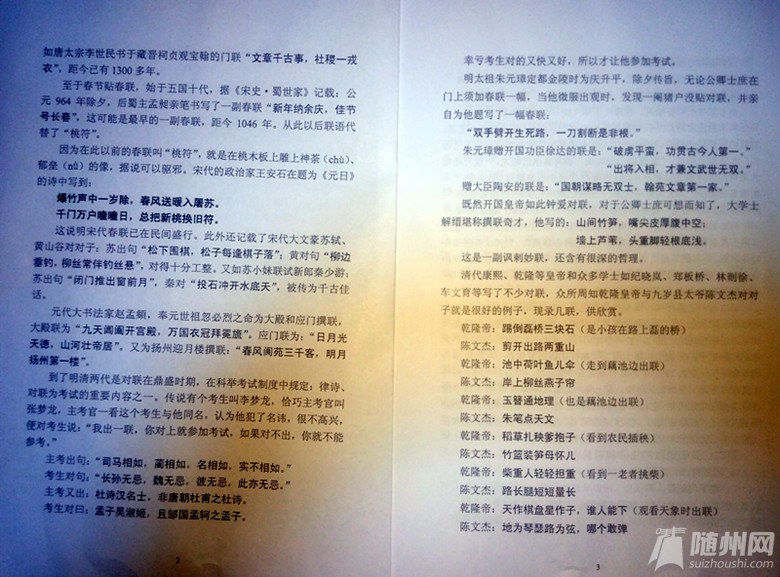 如唐太宗李世民书于藏晋祠贞观宝翰的门联“文章千古事，社稷一戎
衣”，距今已有1300多年。
至于春节贴春联，始于五国十代，据《宋史·蜀世家》记载：公
元964年除夕，后蜀主孟昶亲笔书写了一副春联“新年纳余庆，佳节
号长春”，这可能是最早的一副春联，距今1046年。从此以后联语代
替了“桃符”。
因为在此以前的春联叫“桃符”，就是在桃木板上雕上神荼（chǔ）、
郁垒（nǔ）的像，据说可以驱邪。宋代的政治家王安石在题为《元日》
的诗中写到：
爆竹声中一岁除，春风送暖入屠苏。
千门万户曈曈日，总把新桃换旧符。
这说明宋代春联已在民间盛行。此外还记载了宋代大文豪苏轼、
黄山谷对对子：苏出句“松下围棋，松子每逢棋子落；黄对句“柳边
垂钓，柳丝常伴钓丝悬”，对得十分工整。又如苏小妹联试新郎秦少游：
苏出句“闭门推出窗前月”，秦对“投石冲开水底天”，被传为千古佳
话。
元代大书法家赵孟頫，奉元世祖忽必烈之命为大殿和应门撰联，
大殿联为“九天阊阖开宫殿，万国衣冠拜冕旒”。应门联为：“日月光
天德，山河壮帝居”。又为扬州迎月楼撰联：“春风阆苑三千客，明月
扬州第一楼”。
到了明清两代是对联在鼎盛时期，在科举考试制度中规定：律诗、
对联为考试的重要内容之一。传说有个考生叫李梦龙，恰巧主考官叫
张梦龙，主考官一看这个考生与他同名，认为他犯了名讳，很不高兴，
便对考生说：“我出一联，你对上就参加考试，如果对不出，你就不能
参考。”
主考出句：“司马相如，蔺相如，名相如，实不相如。”
考生对句：“长孙无忌，魏无忌，彼无忌，此亦无忌。”
主考又出：杜诗汉名士，非唐朝杜甫之杜诗。
考生对曰：孟子吴淑姬，且邹国孟轲之孟子。
2
幸亏考生对的又快又好，所以才让他参加考试。
明太祖朱元璋定都金陵时为庆升平，除夕传旨，无论公卿士庶在
门上须加春联一幅，当他微服出观时，发现一阉猪户没贴对联，并亲
自为他题写了一幅春联：
“双手劈开生死路，一刀割断是非根。”
朱元璋赠开国功臣徐达的联是：“破虏平蛮，功贯古今人第一。”
“出将入相，才兼文武世无双。”
赠大臣陶安的联是：“国朝谋略无双士，翰苑文章第一家。”
既然开国皇帝如此钟爱对联，对于公卿士庶可想而知了，大学士
解缙堪称撰联奇才，他写的：山间竹笋，嘴尖皮厚腹中空；
墙上芦苇，头重脚轻根底浅。
这是一副讽刺妙联，还含有很深的哲理。
清代康熙、乾隆等皇帝和众多学士如纪晓岚、郑板桥、林则徐、
车文育等写了不少对联，众所周知乾隆皇帝与九岁县太爷陈文杰对对
子就是很好的例子，现录几联，供欣赏。
乾隆帝：踢倒磊桥三块石（是小孩在路上磊的桥）
陈文杰：剪开出路两重山
乾隆帝：池中荷叶鱼儿伞（走到藕池边出联）
陈文杰：岸上柳丝燕子帘
乾隆帝：玉簪通地理（也是藕池边出联）
陈文杰：朱笔点天文
乾隆帝：稻草扎秧爹抱子（看到农民插秧）
陈文杰：竹篮装笋母怀儿
乾隆帝：柴重人轻轻担重（看到一老者挑柴）
陈文杰：路长腿短短量长
乾隆帝：天作棋盘星作子，谁人能下（观看天象时出联）
陈文杰：地为琴瑟路为弦，哪个敢弹
3
随州网
suizhoushi.com